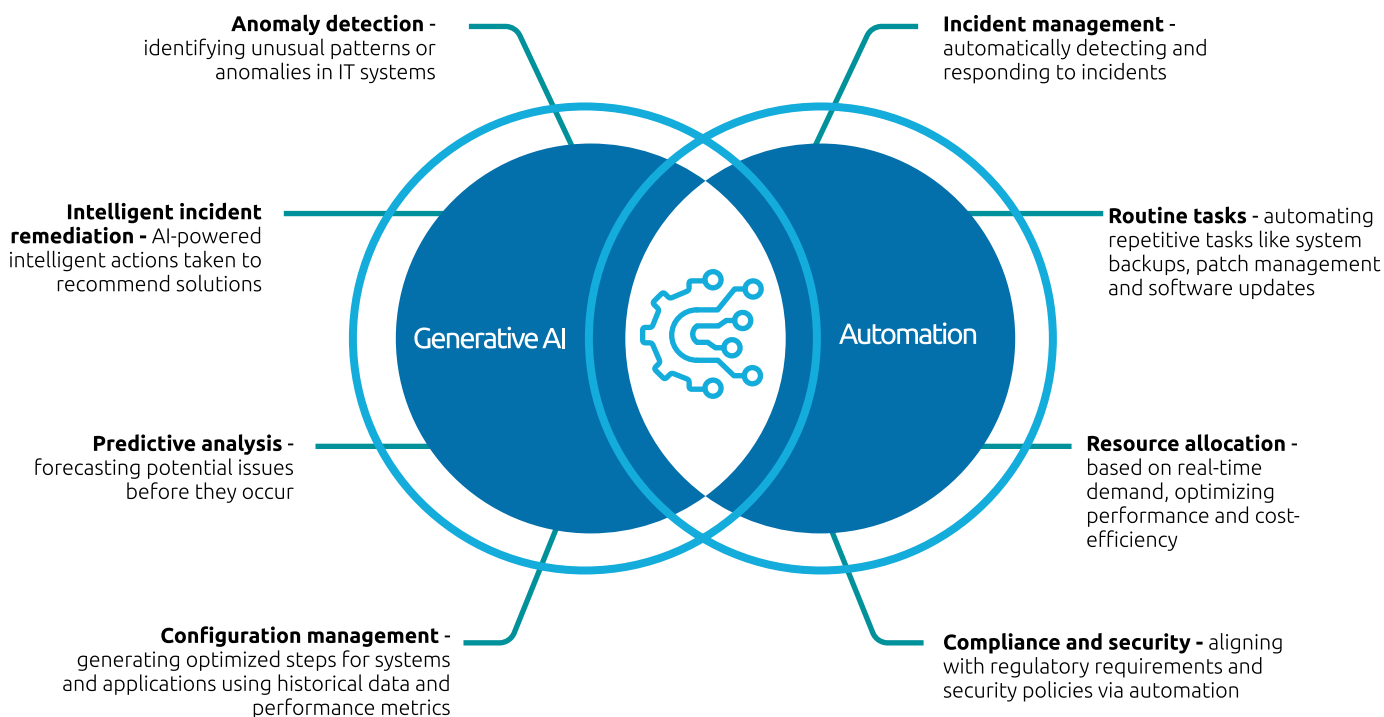 Anomaly detection -
identifying unusual patterns or
anomalies in IT systems
Intelligent incident
remediation - AI-powered
intelligent actions taken to
recommend solutions
Predictive analysis -
forecasting potential issues
before they occur
Configuration management -
generating optimized steps for systems
and applications using historical data and
performance metrics
Generative AI
Automation
Incident management -
automatically detecting and
responding to incidents
Routine tasks - automating
repetitive tasks like system
backups, patch management
and software updates
Resource allocation -
based on real-time
demand, optimizing
performance and cost-
efficiency
Compliance and security - aligning
with regulatory requirements and
security policies via automation